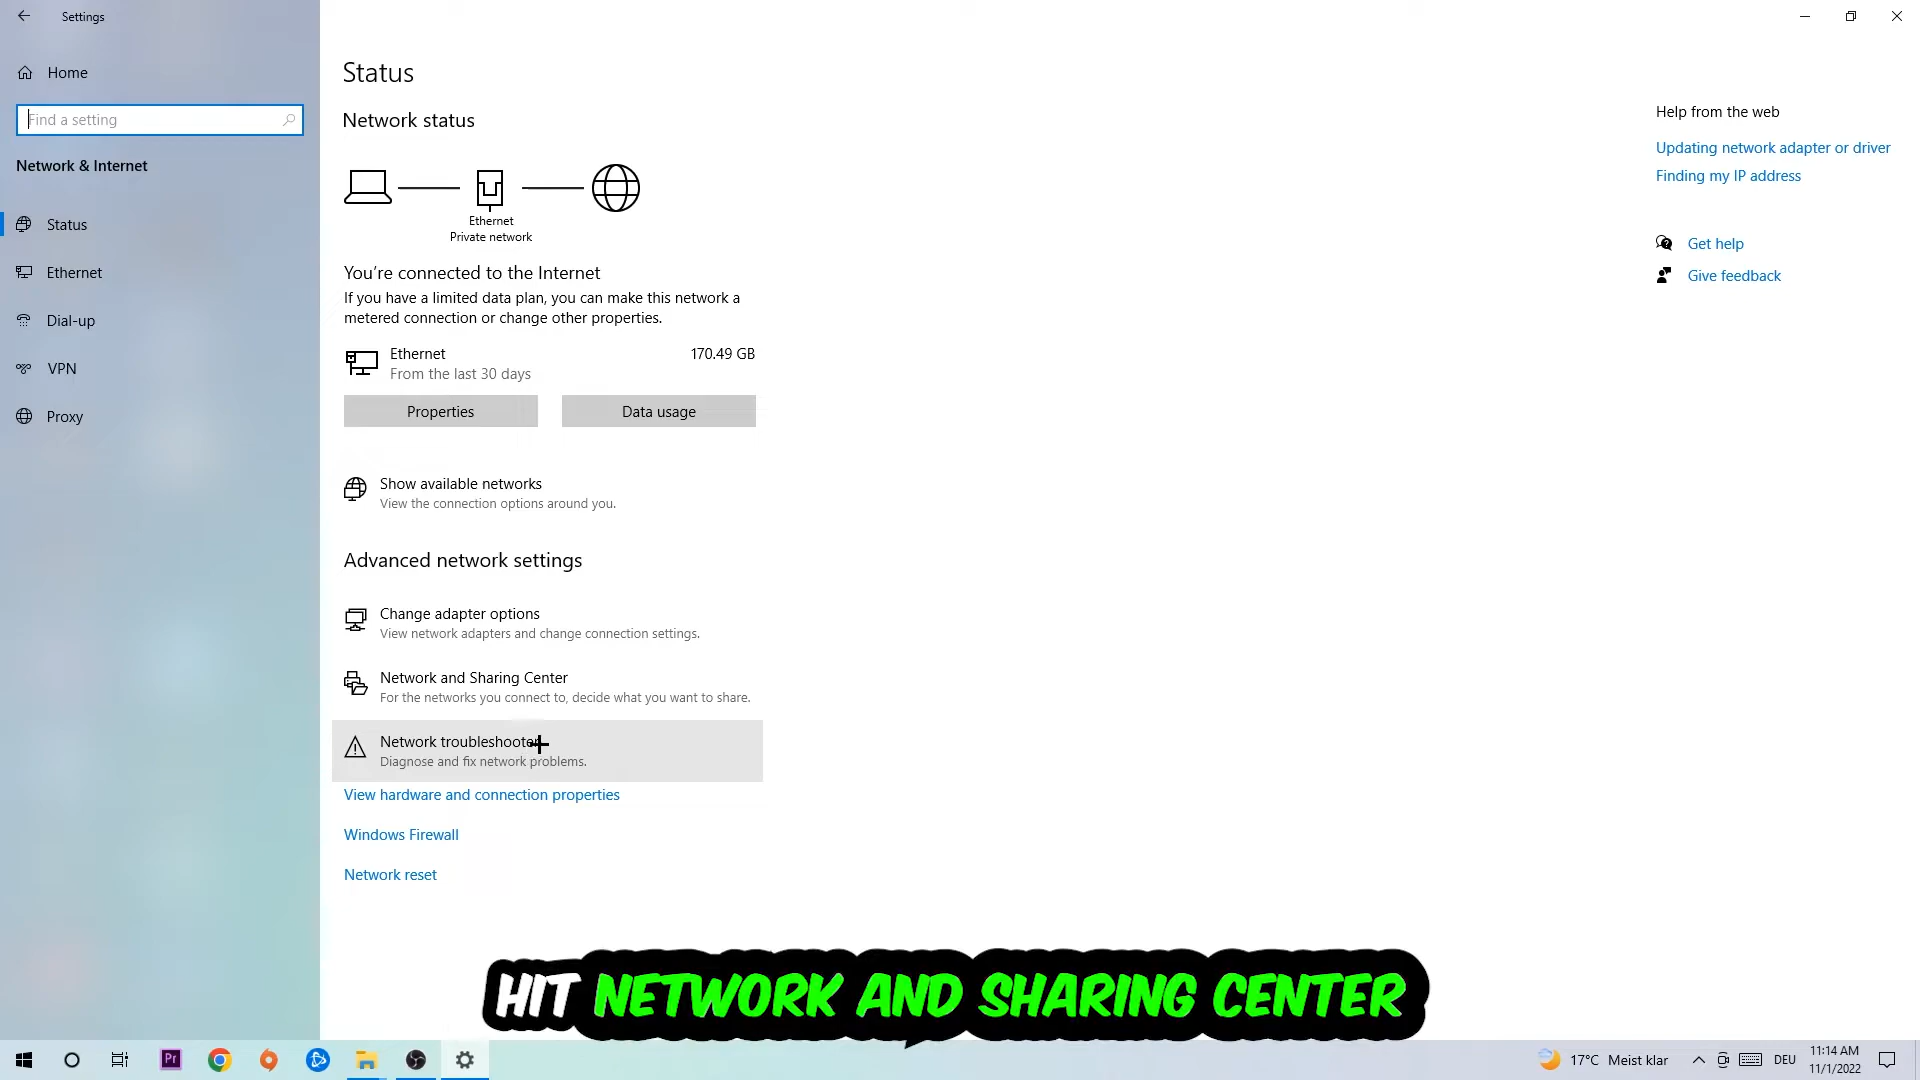 Settings
Home
Find a setting
Network & Internet
Status
Ethernet
Dial-up
VPN
Proxy
Status
Network status
Ethernet
Private network
You're connected to the Internet
If you have a limited data plan, you can make this network a
metered connection or change other properties.
Ethernet 170.49 GB
From the last 30 days
Properties Data usage
Show available networks
View the connection options around you.
Advanced network settings
Change adapter options
View network adapters and change connection settings.
Network and Sharing Center
For the networks you connect to, decide what you want to share.
Network troubleshooter
Diagnose and fix network problems.
View hardware and connection properties
Windows Firewall
Network reset
Help from the web
Updating network adapter or driver
Finding my IP address
Get help
Give feedback
HIT NETWORK AND SHARING CENTER
Pr
17°C Meist klar
DEU
11:14 AM
11/1/2022